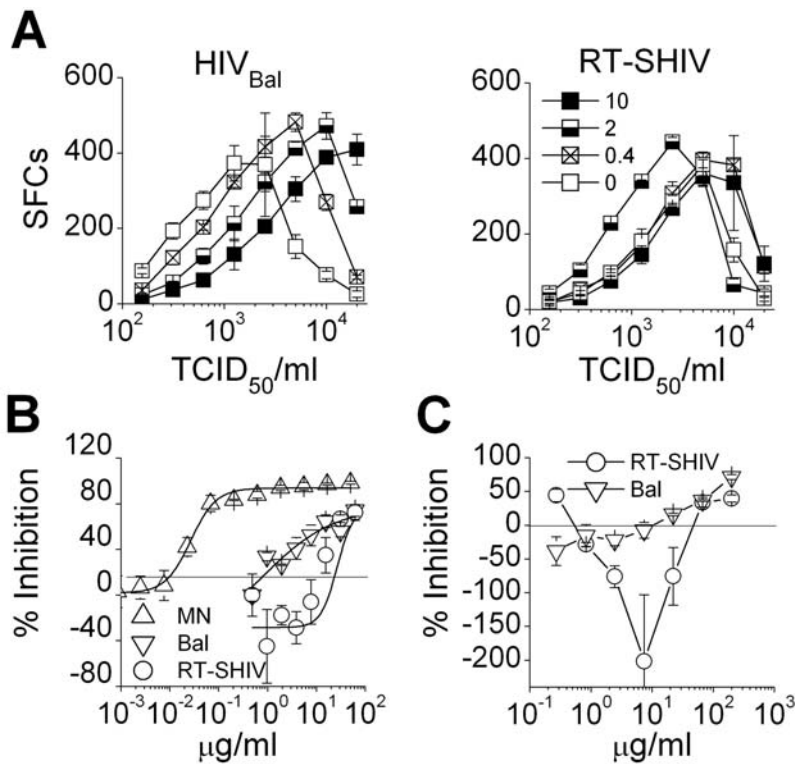 A
HIV_Bal
RT-SHIV
600
400
200
0
SFCs
10²
10³
10⁴
TCID₅₀/ml
600
400
200
0
10
2
0.4
0
10²
10³
10⁴
TCID₅₀/ml
B
120
80
40
0
-40
-80
% Inhibition
MN
Bal
RT-SHIV
10⁻³
10⁻²
10⁰
10¹
10²
µg/ml
C
100
50
0
-50
-100
-150
-200
% Inhibition
RT-SHIV
Bal
10⁻¹
10⁰
10¹
10²
10³
µg/ml